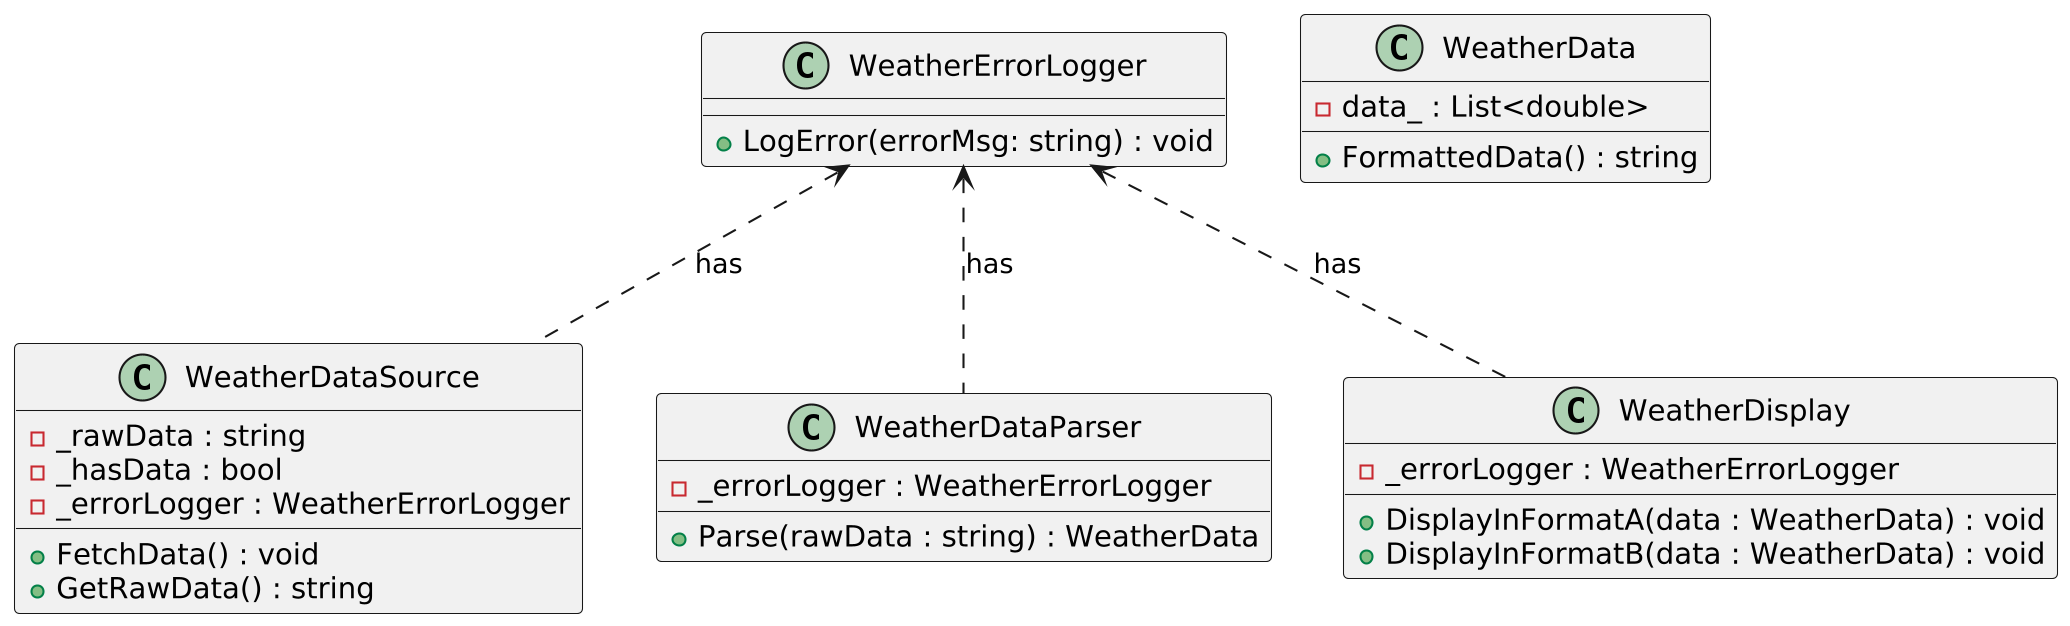 C WeatherErrorLogger
LogError(errorMsg: string) : void
C WeatherData
data_ : List<double>
FormattedData() : string
has
has
has
C WeatherDataSource
_rawData : string
_hasData : bool
_errorLogger : WeatherErrorLogger
FetchData() : void
GetRawData() : string
C WeatherDataParser
_errorLogger : WeatherErrorLogger
Parse(rawData : string) : WeatherData
C WeatherDisplay
_errorLogger : WeatherErrorLogger
DisplayInFormatA(data : WeatherData) : void
DisplayInFormatB(data : WeatherData) : void